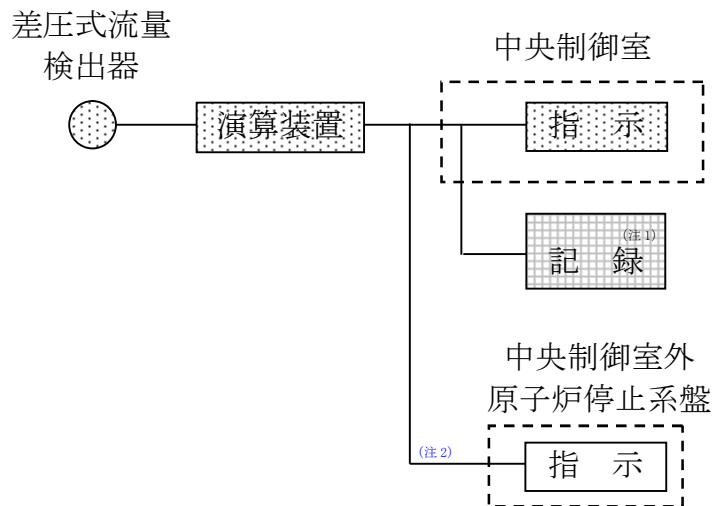 差圧式流量
検出器
演算装置
中央制御室
指 示
(注1)
記 録
中央制御室外
原子炉停止系盤
(注2)
指 示